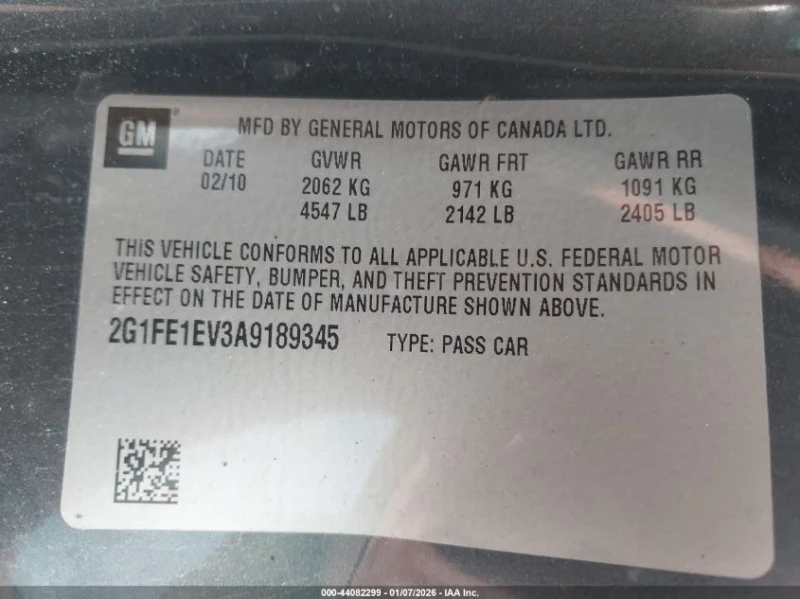 GM
MFD BY GENERAL MOTORS OF CANADA LTD.
DATE GVWR GAWR FRT GAWR RR
02/10 2062 KG 971 KG 1091 KG
4547 LB 2142 LB 2405 LB
THIS VEHICLE CONFORMS TO ALL APPLICABLE U.S. FEDERAL MOTOR
VEHICLE SAFETY, BUMPER, AND THEFT PREVENTION STANDARDS IN
EFFECT ON THE DATE OF MANUFACTURE SHOWN ABOVE.
2G1FE1EV3A9189345 TYPE: PASS CAR
000-44082299 - 01/07/2026 - IAA Inc.